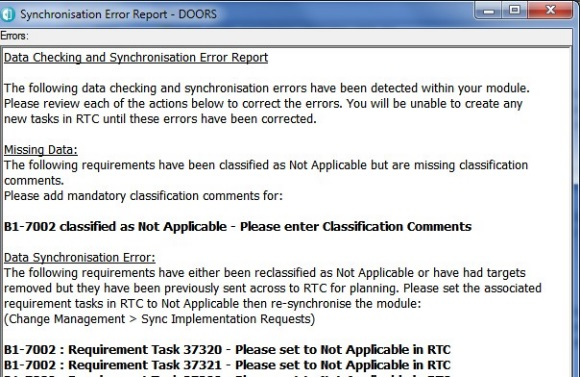 Synchronisation Error Report - DOORS
Errors:
Data Checking and Synchronisation Error Report
The following data checking and synchronisation errors have been detected within your module.
Please review each of the actions below to correct the errors. You will be unable to create any
new tasks in RTC until these errors have been corrected.
Missing Data:
The following requirements have been classified as Not Applicable but are missing classification
comments.
Please add mandatory classification comments for:
B1-7002 classified as Not Applicable - Please enter Classification Comments
Data Synchronisation Error:
The following requirements have either been reclassified as Not Applicable or have had targets
removed but they have been previously sent across to RTC for planning. Please set the associated
requirement tasks in RTC to Not Applicable then re-synchronise the module:
(Change Management > Sync Implementation Requests)
B1-7002 : Requirement Task 37320 - Please set to Not Applicable in RTC
B1-7002 : Requirement Task 37321 - Please set to Not Applicable in RTC